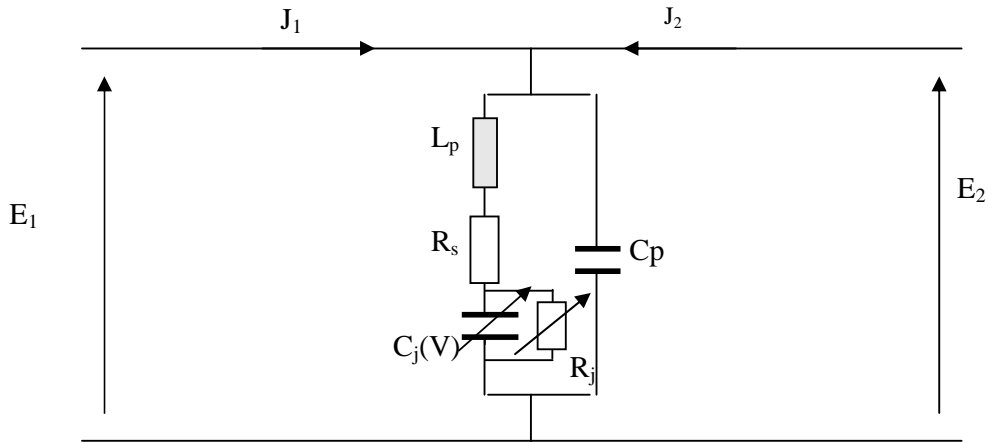 J₁
J₂
Lₚ
E₁
E₂
Rₛ
Cp
Cⱼ(V)
Rⱼ